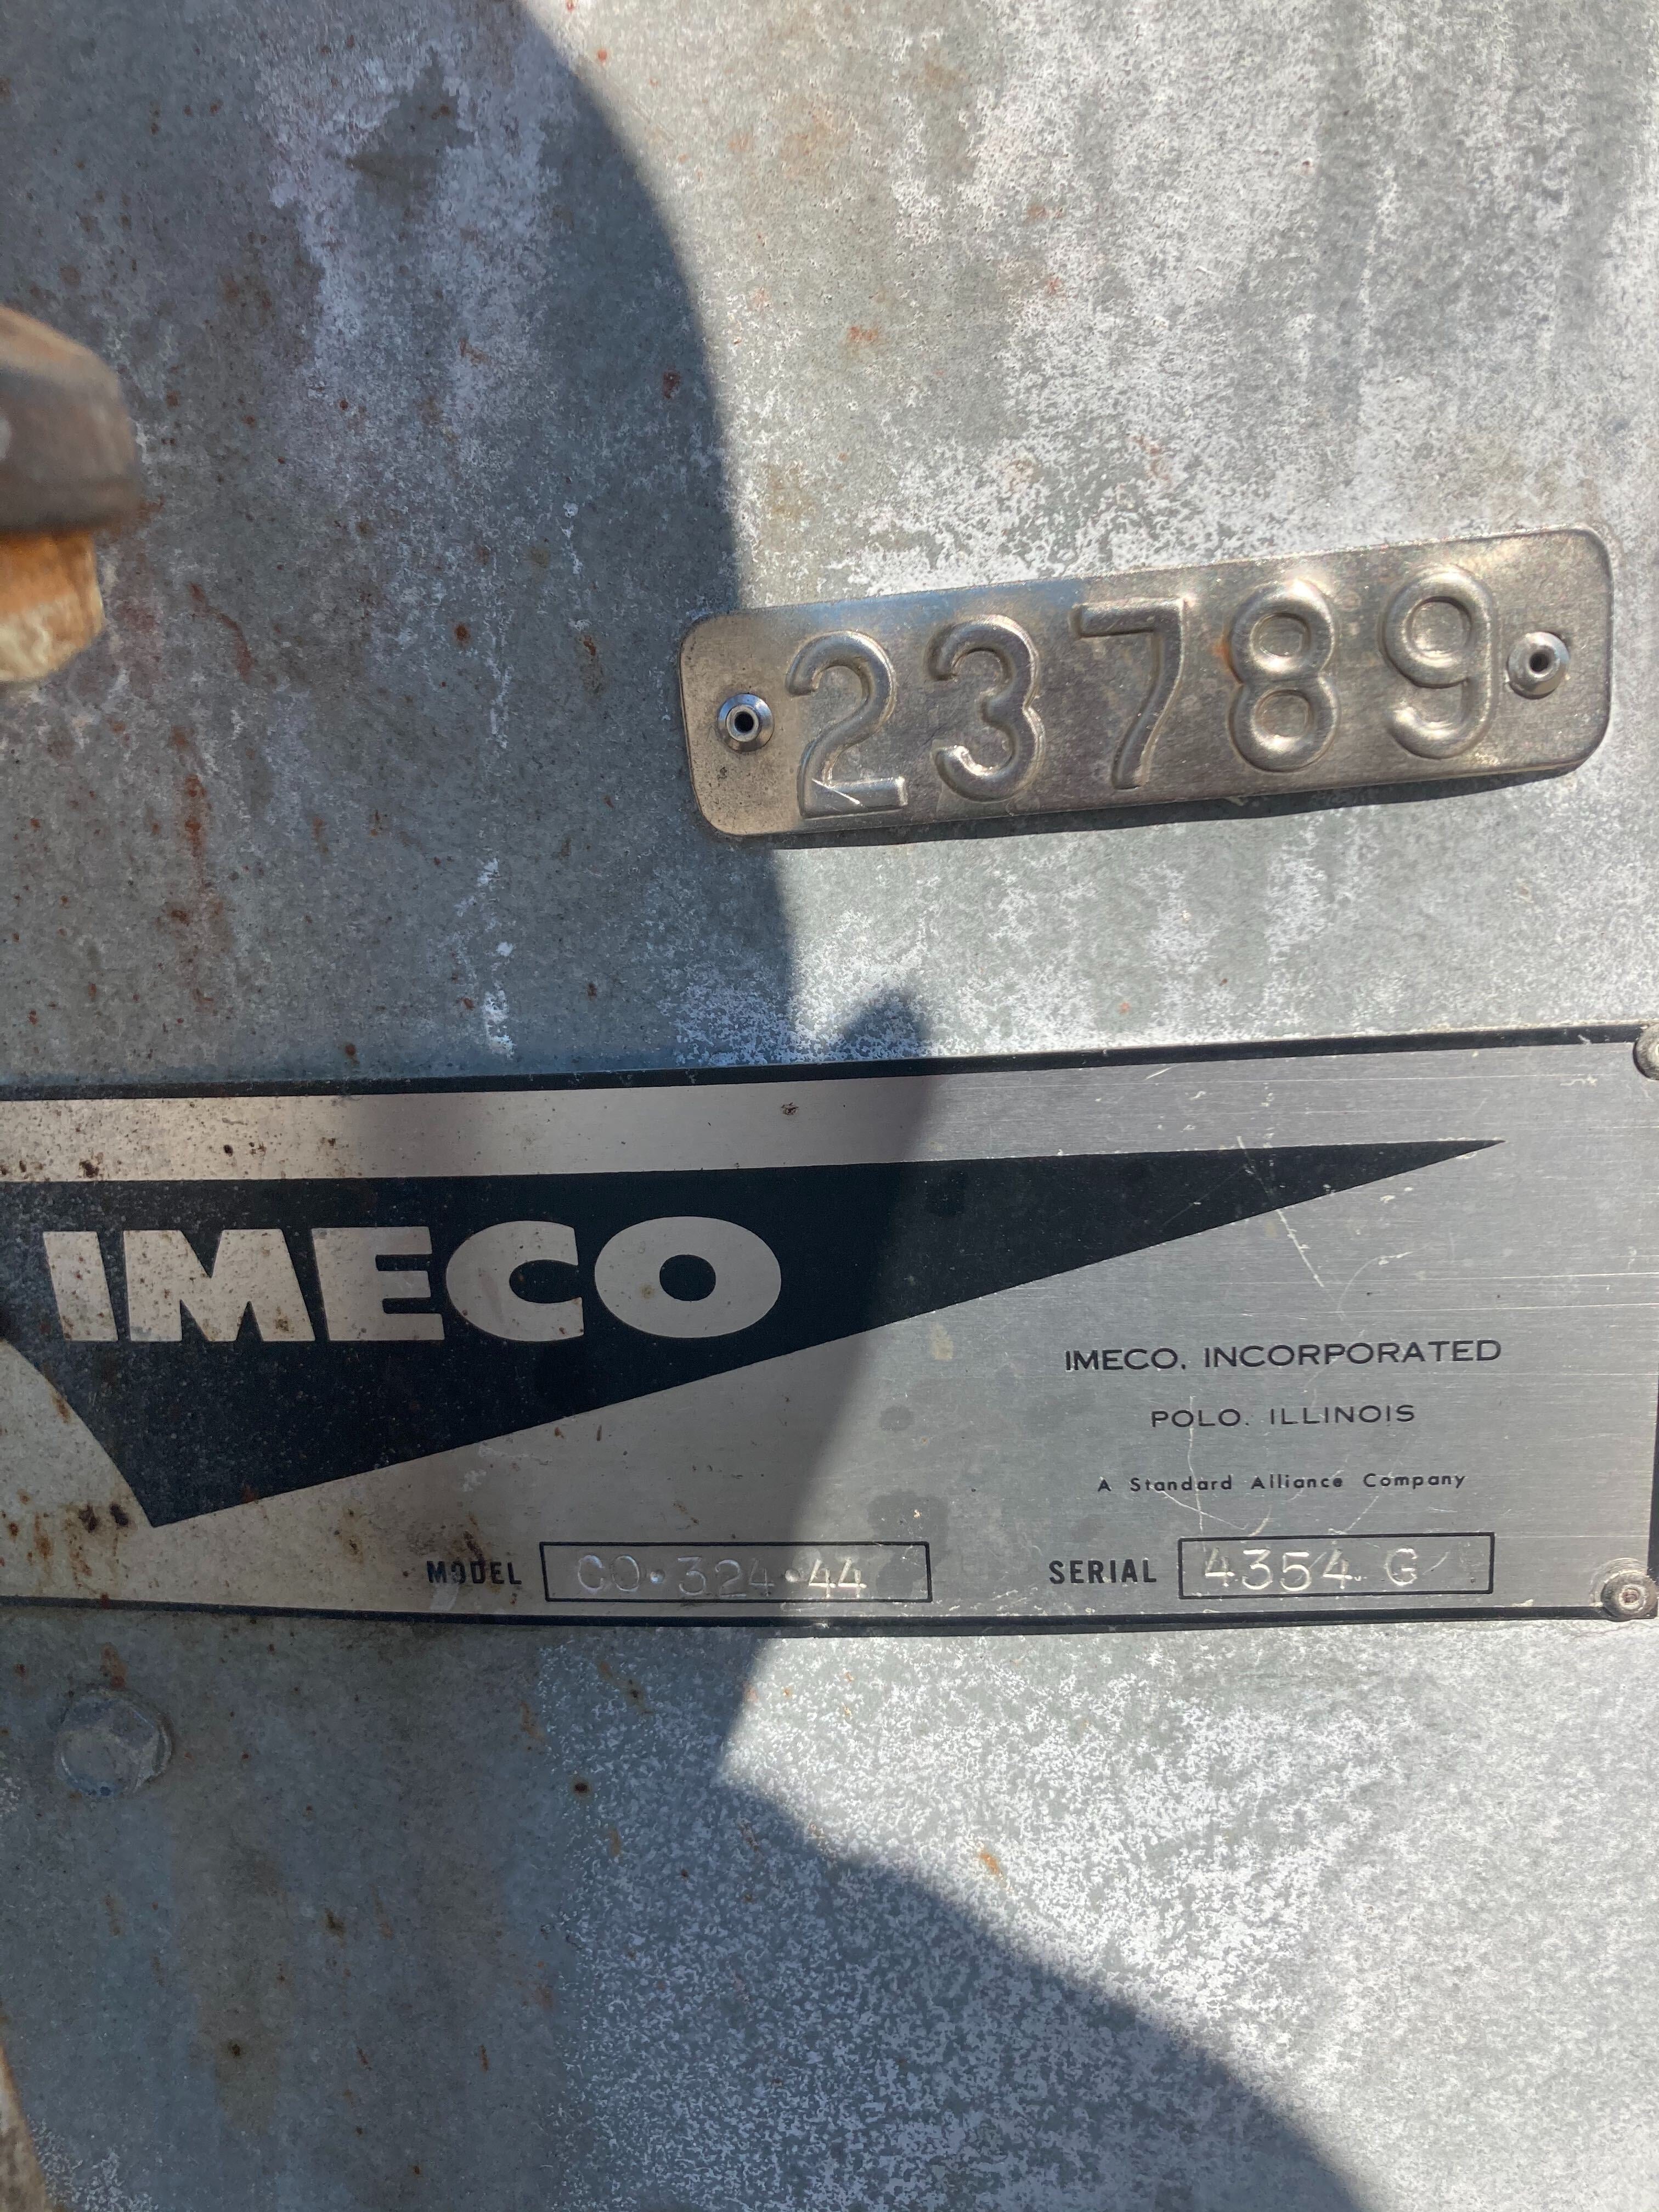 23789
IMECO
IMECO, INCORPORATED
POLO, ILLINOIS
A Standard Alliance Company
MODEL CO•324•44 SERIAL 4354 G